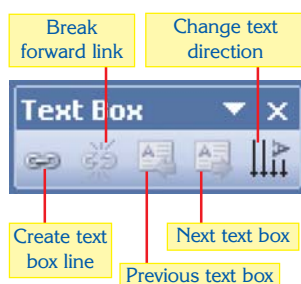 Break
forward link
Change text
direction
Text Box
Create text
box line
Next text box
Previous text box